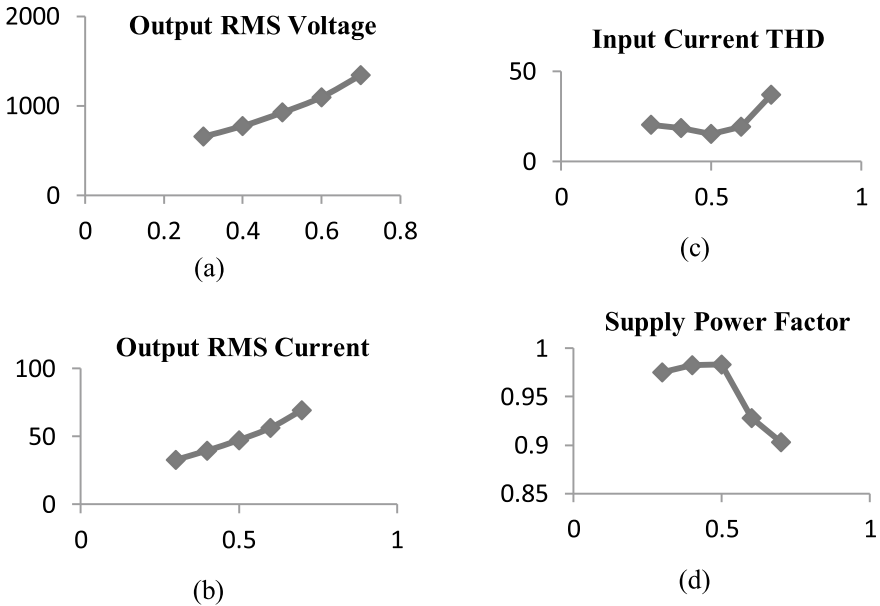 Output RMS Voltage
2000
1000
0
0 0.2 0.4 0.6 0.8
(a)
Output RMS Current
100
50
0
0 0.5 1
(b)
Input Current THD
50
0
0 0.5 1
(c)
Supply Power Factor
1
0.95
0.9
0.85
0 0.5 1
(d)